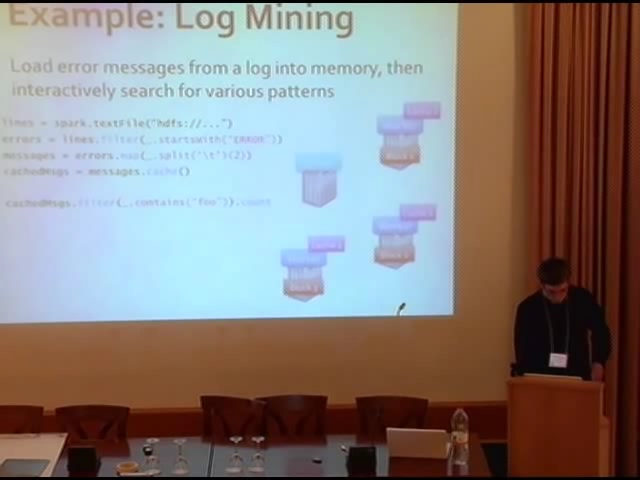 Example: Log Mining
Load error messages from a log into memory, then
interactively search for various patterns
lines = spark.textFile("hdfs://...")
errors = lines.filter(_.startsWith("ERROR"))
messages = errors.map(_.split('\t')(2))
cachedMsgs = messages.cache()
cachedMsgs.filter(_.contains("foo")).count
Block 3